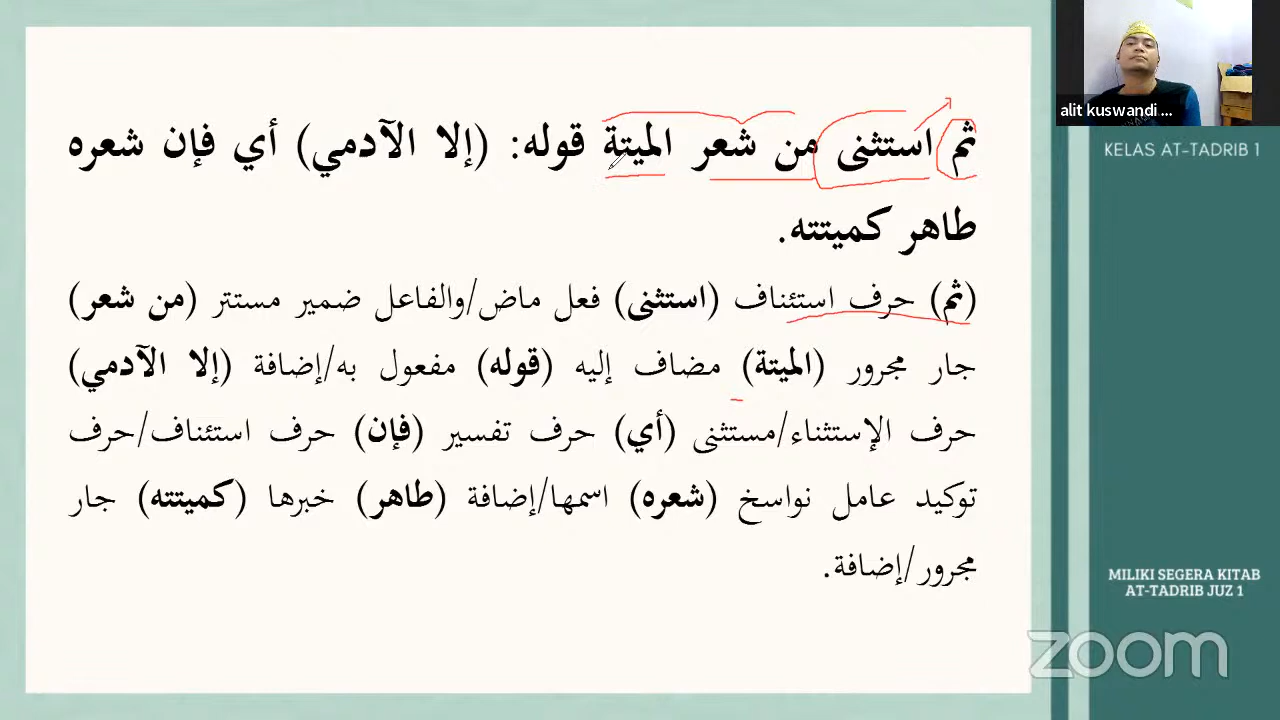 ثم استثنى من شعر الميتة قوله: (إلا الآدمي) أي فإن شعره
طاهر كميتته.
(ثم) حرف استئناف (استثنى) فعل ماض/والفاعل ضمير مستتر (من شعر)
جار مجرور (الميتة) مضاف إليه (قوله) مفعول به/إضافة (إلا الآدمي)
حرف الإستثناء/مستثنى (أي) حرف تفسير (فإن) حرف استئناف/حرف
توكيد عامل نواسخ (شعره) اسمها/إضافة (طاهر) خبرها (كميتته) جار
مجرور/إضافة.
alit kuswandi ...
KELAS AT-TADRIB 1
MILIKI SEGERA KITAB
AT-TADRIB JUZ 1
zoom